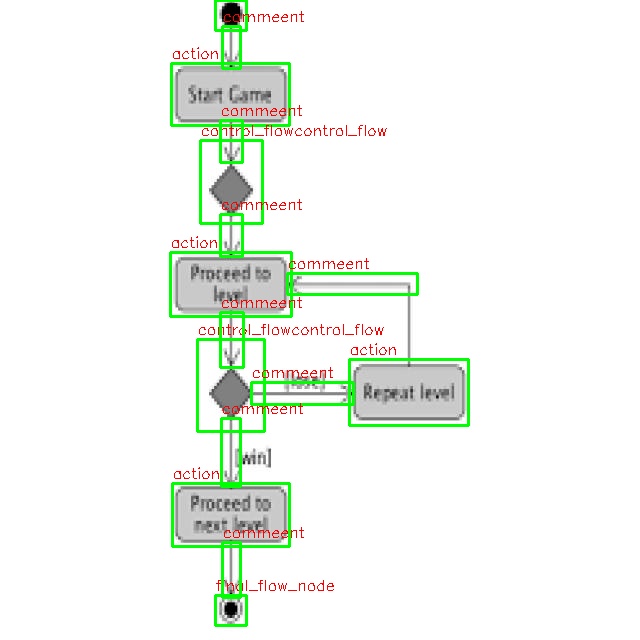 commeent
action
Start Game
commeent
control_flowcontrol_flow
commeent
action
commeent
Proceed to
level
commeent
control_flowcontrol_flow
action
commeent
[lose]
Repeat level
commeent
[win]
action
Proceed to
next level
commeent
final_flow_node